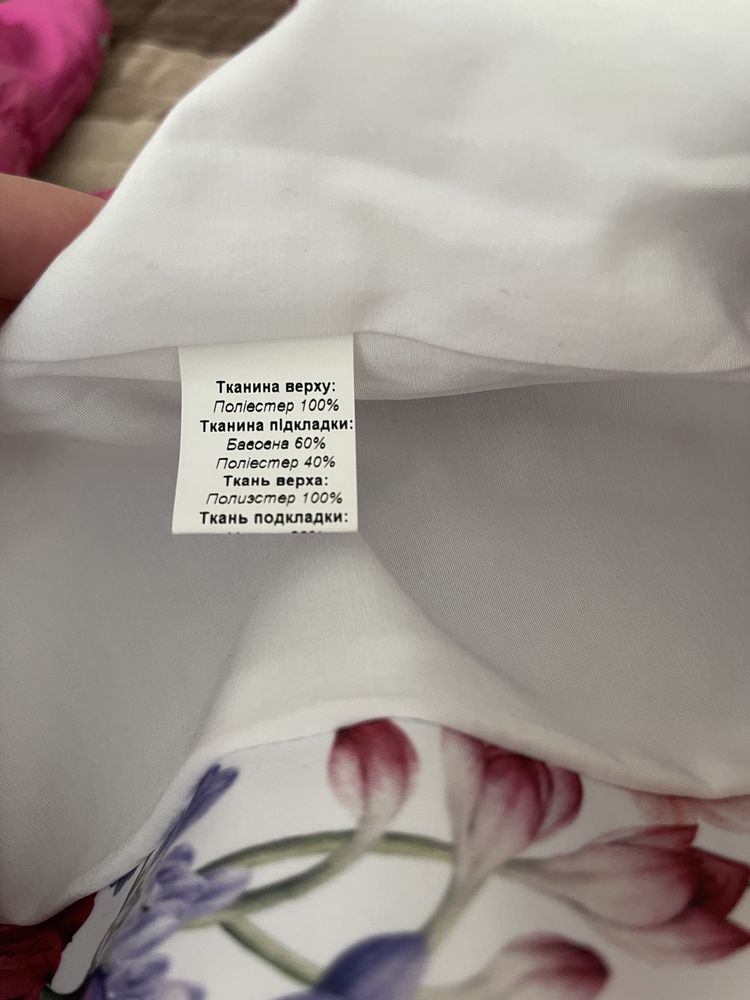 Тканина верху:
Поліестер 100%
Тканина підкладки:
Бавовна 60%
Поліестер 40%
Ткань верха:
Полиэстер 100%
Ткань подкладки: